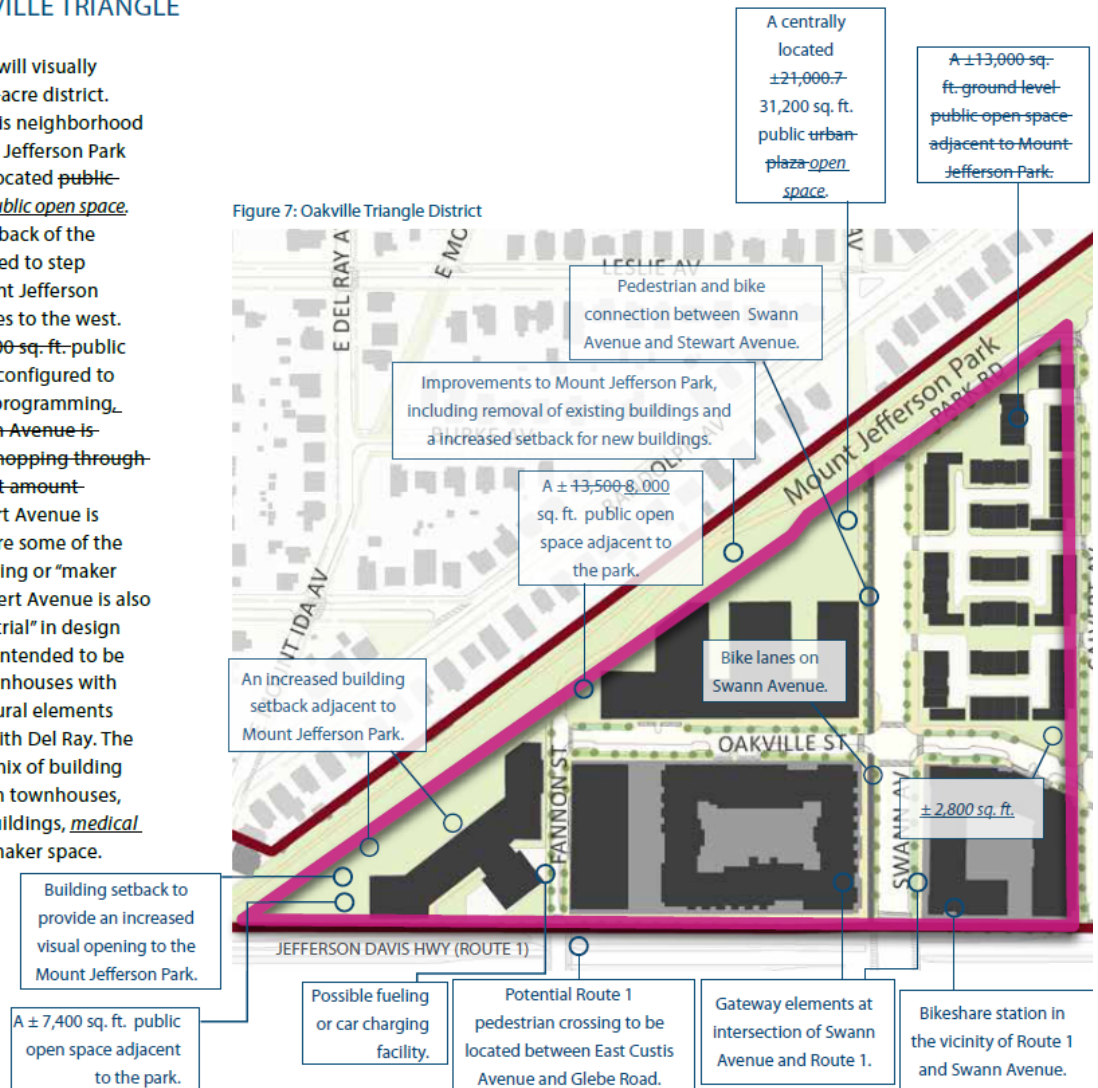 VILLE TRIANGLE
will visually
acre district.
is neighborhood
Jefferson Park
ocated public
ublic open space.
back of the
ed to step
nt Jefferson
es to the west.
00 sq. ft. public
configured to
programming,
n Avenue is
hopping through
t amount
rt Avenue is
re some of the
ing or “maker
ert Avenue is also
trial” in design
ntended to be
nhouses with
ural elements
ith Del Ray. The
nix of building
n townhouses,
uildings, medical
naker space.
Figure 7: Oakville Triangle District
A centrally
located
±21,000.7
31,200 sq. ft.
public urban
plaza open
space.
A ±13,000 sq.
ft. ground level
public open space
adjacent to Mount
Jefferson Park.
E DEL RAY A
E MO
LESLIE AV
AV
Pedestrian and bike
connection between Swann
Avenue and Stewart Avenue.
Improvements to Mount Jefferson Park,
including removal of existing buildings and
a increased setback for new buildings.
BURKE AV
RANDOLPH AV
Mount Jefferson Park
PARK RD
A ± 13,500 8, 000
sq. ft. public open
space adjacent to
the park.
E MOUNT IDA AV
CALVERT AV
Bike lanes on
Swann Avenue.
An increased building
setback adjacent to
Mount Jefferson Park.
OAKVILLE ST
FANNON ST
SWANN AV
± 2,800 sq. ft.
Building setback to
provide an increased
visual opening to the
Mount Jefferson Park.
JEFFERSON DAVIS HWY (ROUTE 1)
A ± 7,400 sq. ft. public
open space adjacent
to the park.
Possible fueling
or car charging
facility.
Potential Route 1
pedestrian crossing to be
located between East Custis
Avenue and Glebe Road.
Gateway elements at
intersection of Swann
Avenue and Route 1.
Bikeshare station in
the vicinity of Route 1
and Swann Avenue.